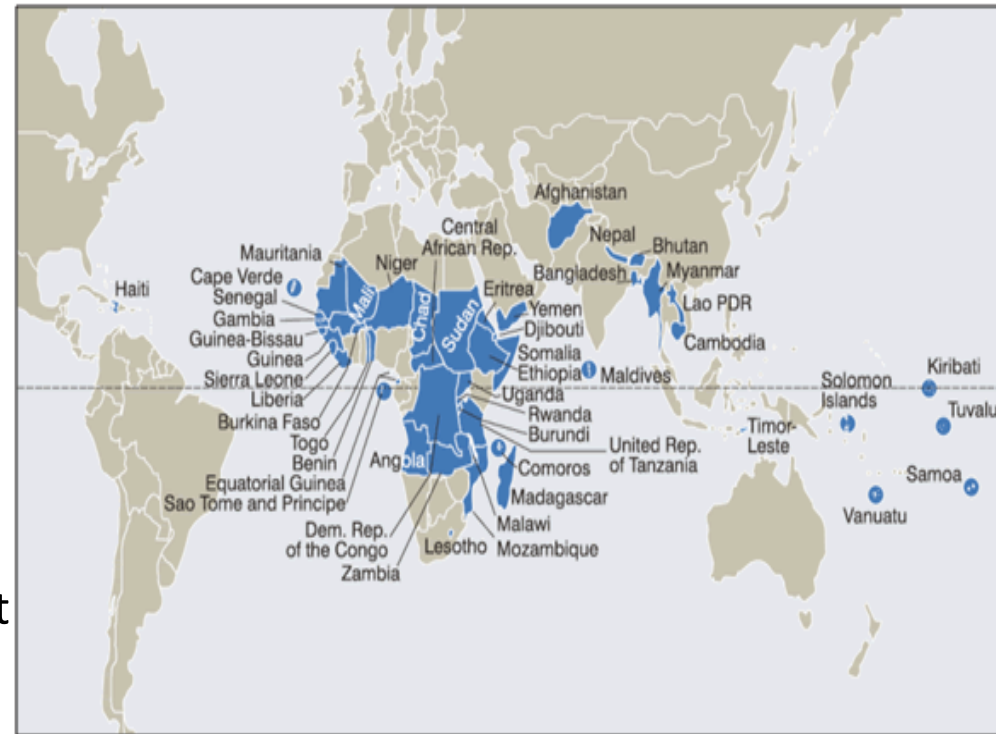 Afghanistan
Nepal
Bhutan
Bangladesh
Myanmar
Lao PDR
Cambodia
Central
African Rep.
Mauritania
Niger
Cape Verde
Mali
Chad
Sudan
Eritrea
Haiti
Senegal
Yemen
Gambia
Djibouti
Guinea-Bissau
Somalia
Guinea
Ethiopia
Maldives
Sierra Leone
Uganda
Liberia
Rwanda
Burkina Faso
Burundi
Togo
United Rep.
of Tanzania
Benin
Angola
Comoros
Equatorial Guinea
Sao Tome and Principe
Madagascar
Malawi
Dem. Rep.
of the Congo
Lesotho
Mozambique
Zambia
Kiribati
Solomon
Islands
Tuvalu
Timor-
Leste
Samoa
Vanuatu
t